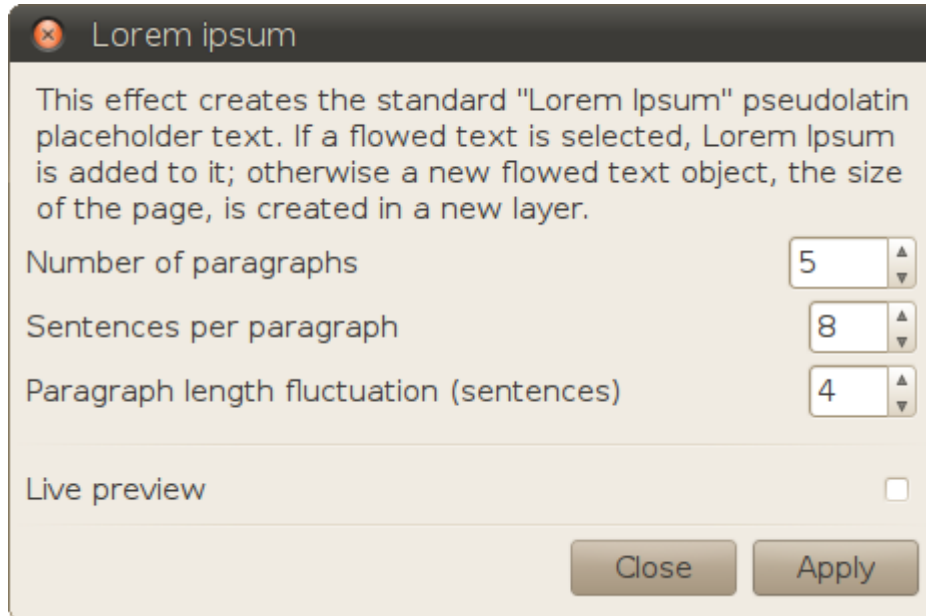 Lorem ipsum
This effect creates the standard "Lorem Ipsum" pseudolatin
placeholder text. If a flowed text is selected, Lorem Ipsum
is added to it; otherwise a new flowed text object, the size
of the page, is created in a new layer.
Number of paragraphs 5
Sentences per paragraph 8
Paragraph length fluctuation (sentences) 4
Live preview
Close Apply